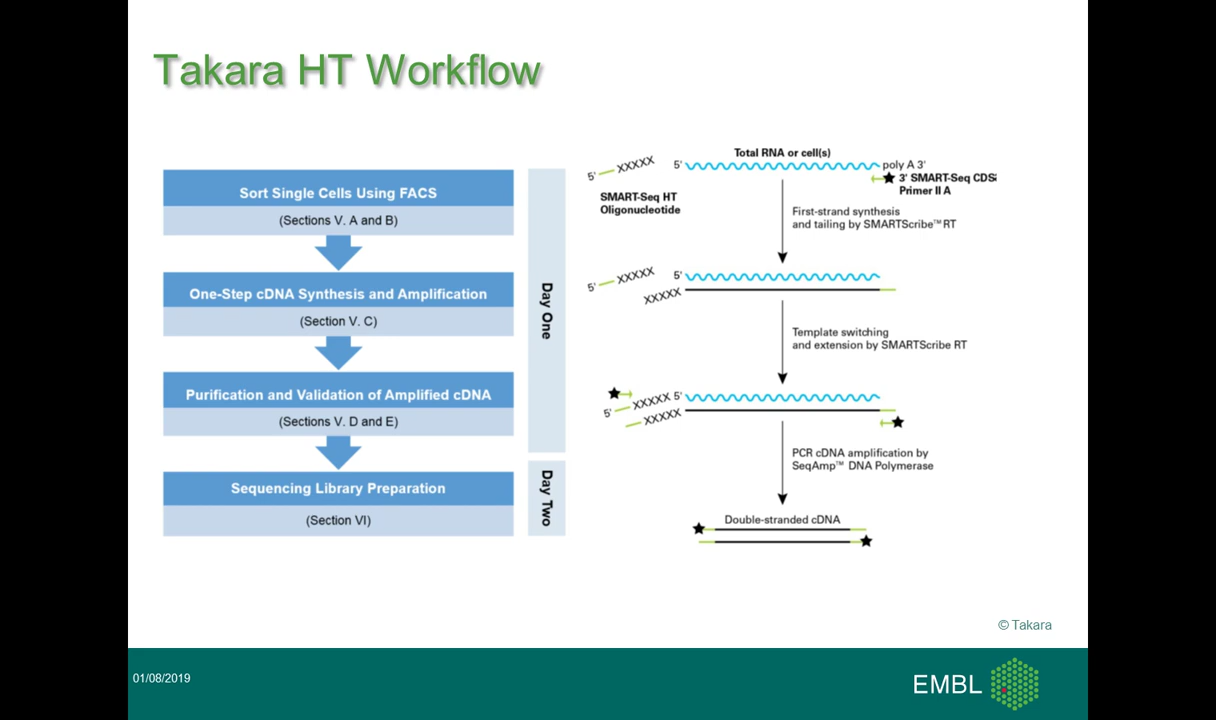 Takara HT Workflow
Sort Single Cells Using FACS
(Sections V. A and B)
One-Step cDNA Synthesis and Amplification
(Section V. C)
Purification and Validation of Amplified cDNA
(Sections V. D and E)
Sequencing Library Preparation
(Section VI)
Day One
Day Two
Total RNA or cell(s)
5' XXXXX 5' poly A 3'
SMART-Seq HT
Oligonucleotide
3' SMART-Seq CDS
Primer II A
First-strand synthesis
and tailing by SMARTScribe™ RT
5' XXXXX 5'
XXXXX
Template switching
and extension by SMARTScribe RT
5' XXXXX 5'
XXXXX
PCR cDNA amplification by
SeqAmp™ DNA Polymerase
Double-stranded cDNA
© Takara
01/08/2019
EMBL